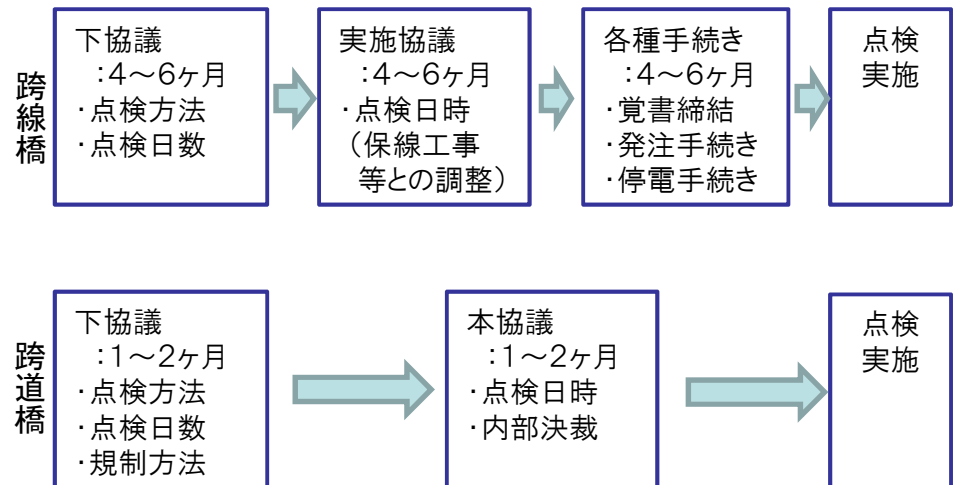 跨線橋
下協議
:4～6ヶ月
・点検方法
・点検日数
実施協議
:4～6ヶ月
・点検日時
（保線工事
等との調整）
各種手続き
:4～6ヶ月
・覚書締結
・発注手続き
・停電手続き
点検
実施
跨道橋
下協議
:1～2ヶ月
・点検方法
・点検日数
・規制方法
本協議
:1～2ヶ月
・点検日時
・内部決裁
点検
実施